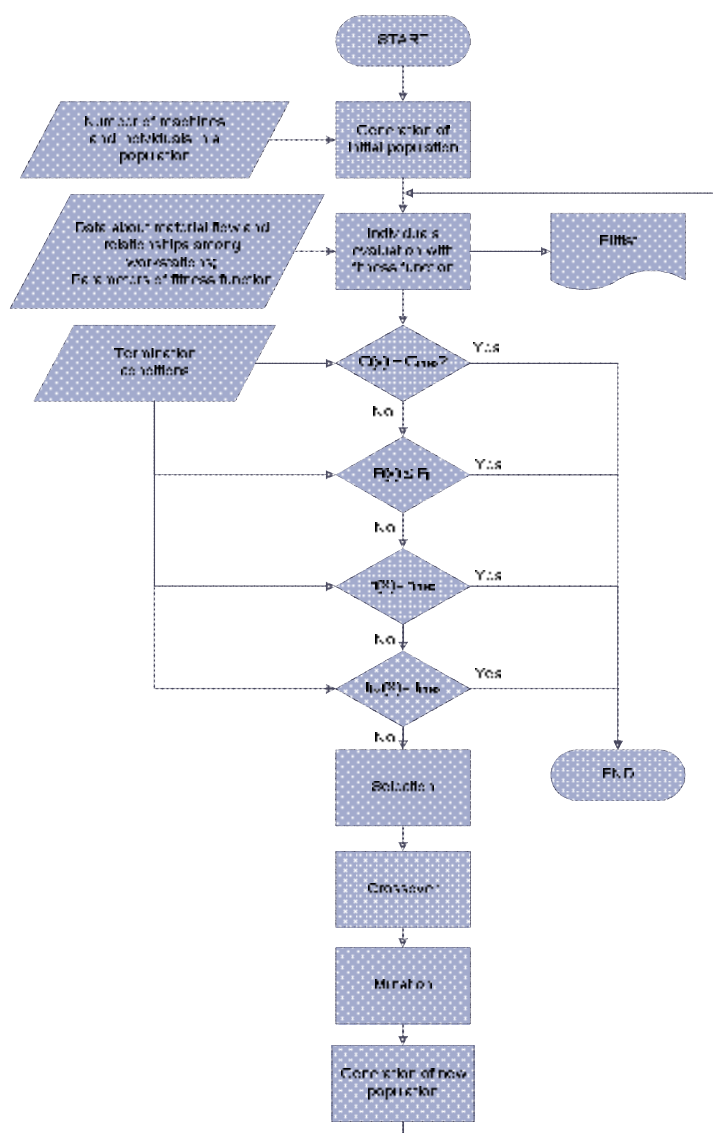 START
Number of machines
and individuals in a
population
Generation of
initial population
Data about material flow and
relationships among
workstations;
Parameters of fitness function
Individuals
evaluation with
fitness function
Termination
conditions
Yes
No
Yes
No
Yes
No
Yes
No
END
Selection
Crossover
Mutation
Generation of new
population